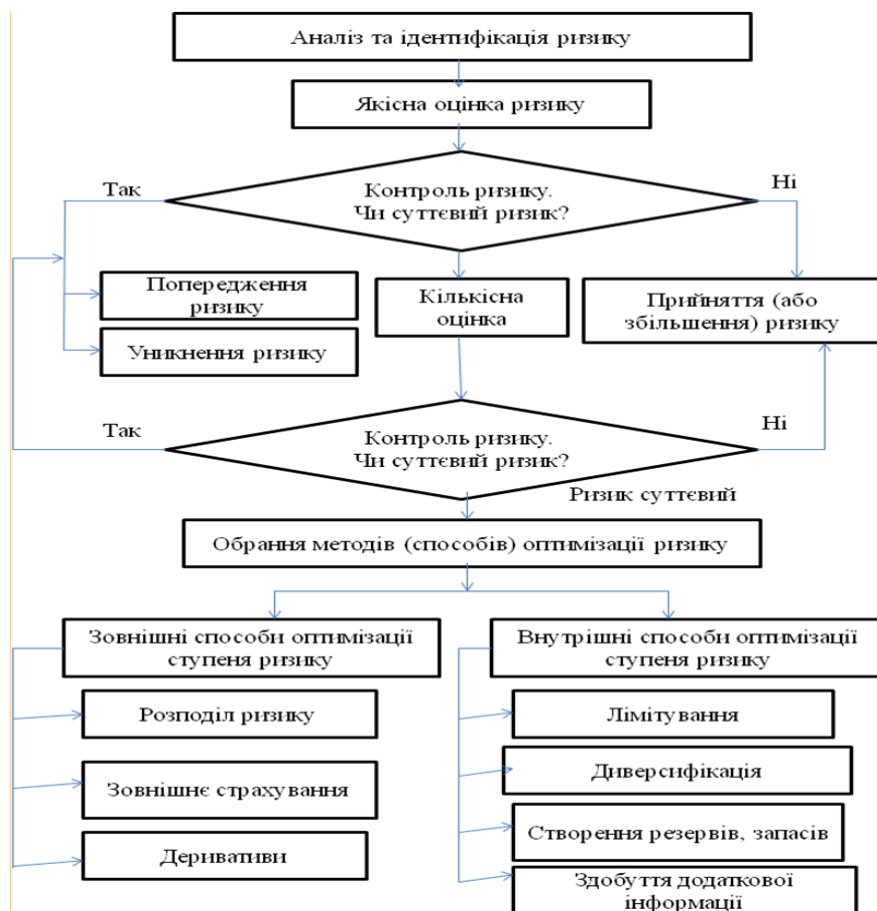 Аналіз та ідентифікація ризику
Якісна оцінка ризику
Так
Контроль ризику.
Чи суттєвий ризик?
Ні
Попередження
ризику
Уникнення ризику
Кількісна
оцінка
Прийняття (або
збільшення) ризику
Так
Контроль ризику.
Чи суттєвий ризик?
Ні
Ризик суттєвий
Обрання методів (способів) оптимізації ризику
Зовнішні способи оптимізації
ступеня ризику
Розподіл ризику
Зовнішнє страхування
Деривативи
Внутрішні способи оптимізації
ступеня ризику
Лімітування
Диверсифікація
Створення резервів, запасів
Здобуття додаткової
інформації